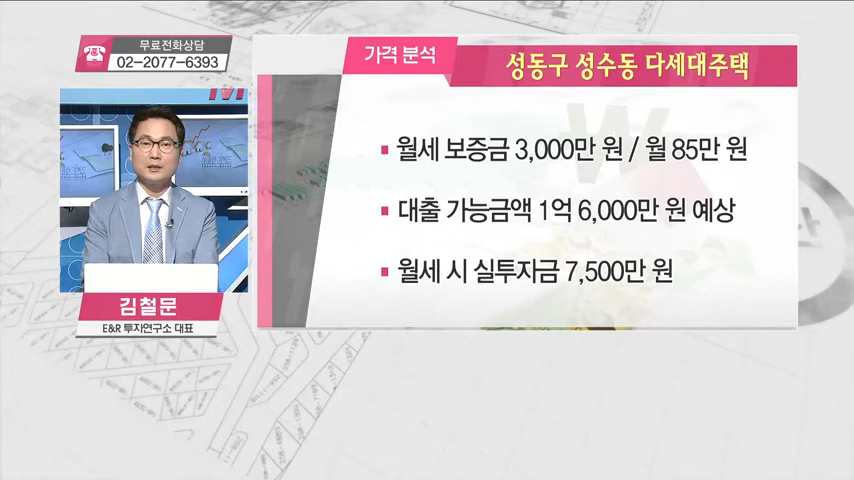 무료전화상담
02-2077-6393
가격 분석
성동구 성수동 다세대주택
월세 보증금 3,000만 원 / 월 85만 원
대출 가능금액 1억 6,000만 원 예상
월세 시 실투자금 7,500만 원
김철문
E&R 투자연구소 대표